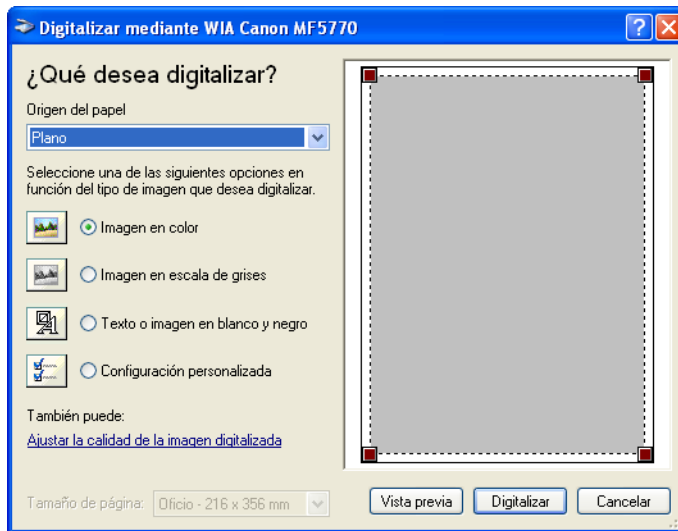 Digitalizar mediante WIA Canon MF5770
¿Qué desea digitalizar?
Origen del papel
Plano
Seleccione una de las siguientes opciones en
función del tipo de imagen que desea digitalizar.
Imagen en color
Imagen en escala de grises
Texto o imagen en blanco y negro
Configuración personalizada
También puede:
Ajustar la calidad de la imagen digitalizada
Tamaño de página: Oficio - 216 x 356 mm
Vista previa Digitalizar Cancelar